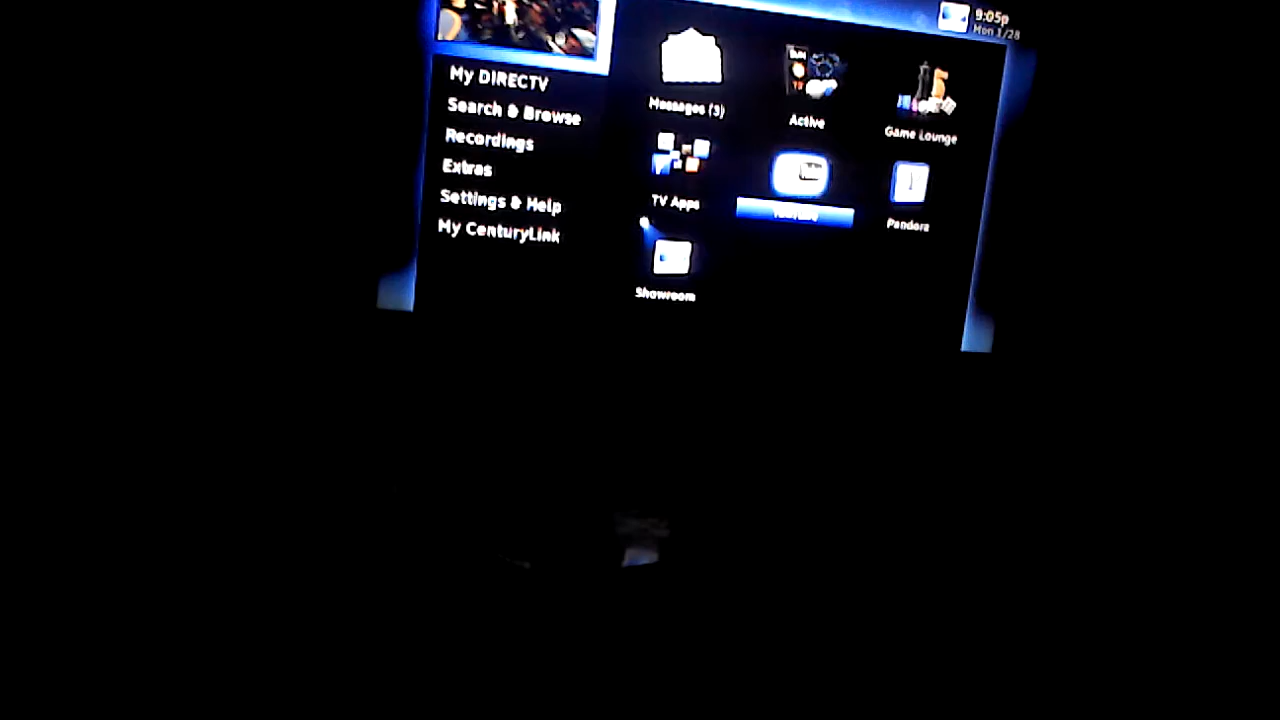 9:05p
Mon 1/28
My DIRECTV
Search & Browse
Recordings
Extras
Settings & Help
My CenturyLink
Messages (3)
Active
Game Lounge
TV Apps
YouTube
Pandora
Showroom